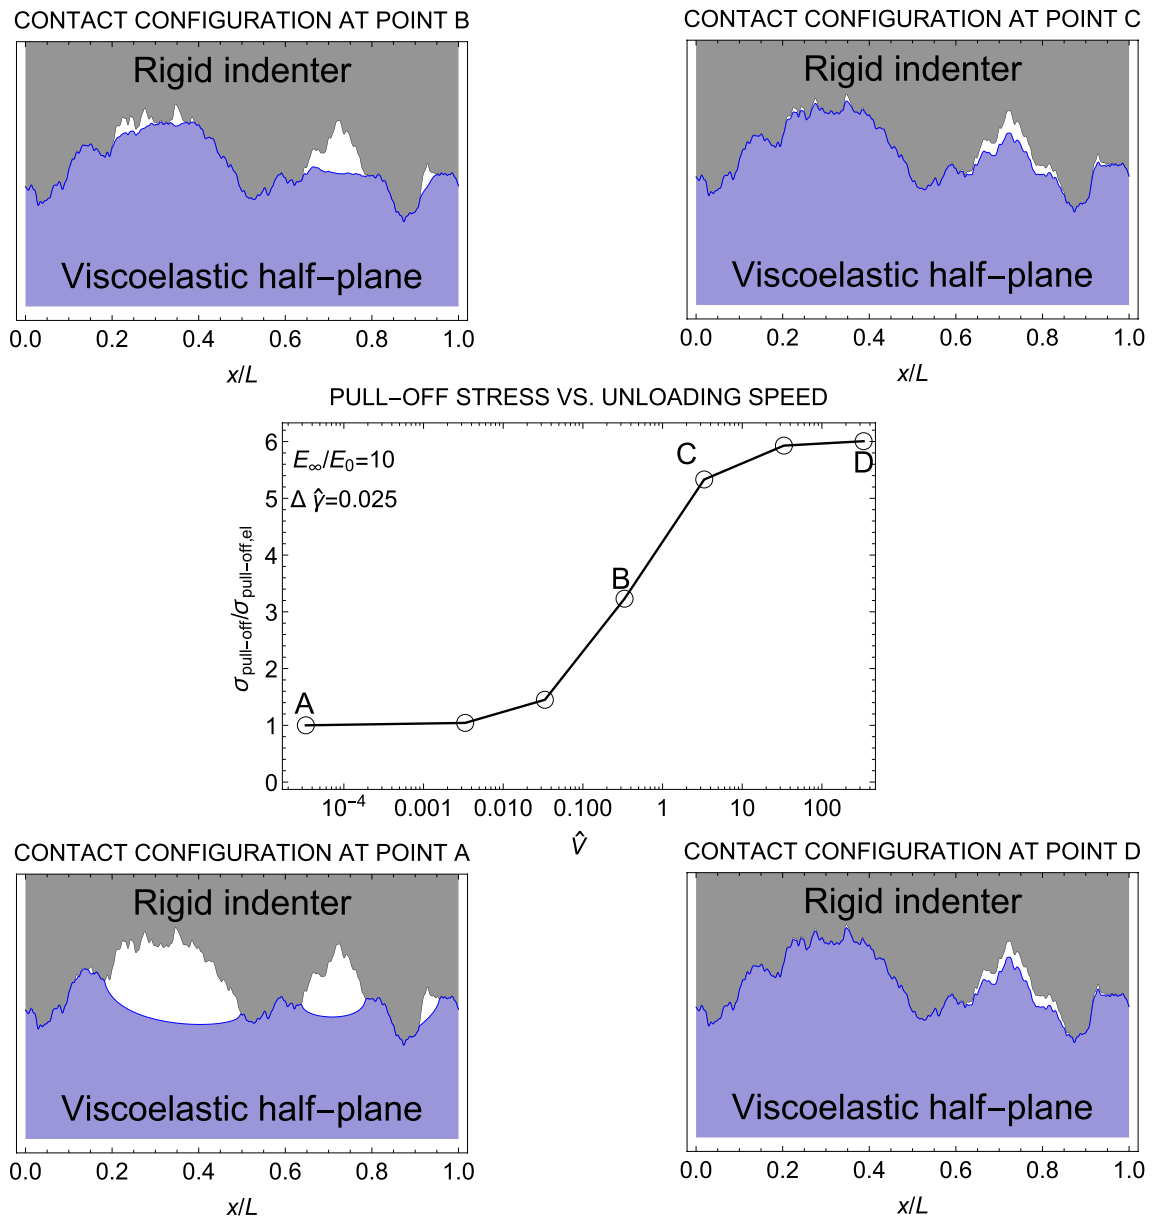 CONTACT CONFIGURATION AT POINT B
Rigid indenter
Viscoelastic half−plane
0.0 0.2 0.4 0.6 0.8 1.0
x/L
CONTACT CONFIGURATION AT POINT C
Rigid indenter
Viscoelastic half−plane
0.0 0.2 0.4 0.6 0.8 1.0
x/L
PULL−OFF STRESS VS. UNLOADING SPEED
E∞/E0=10
Δ γ̂=0.025
σpull−off/σpull−off,el
6
5
4
3
2
1
0
A
B
C
D
10−4 0.001 0.010 0.100 1 10 100
V̂
CONTACT CONFIGURATION AT POINT A
Rigid indenter
Viscoelastic half−plane
0.0 0.2 0.4 0.6 0.8 1.0
x/L
CONTACT CONFIGURATION AT POINT D
Rigid indenter
Viscoelastic half−plane
0.0 0.2 0.4 0.6 0.8 1.0
x/L